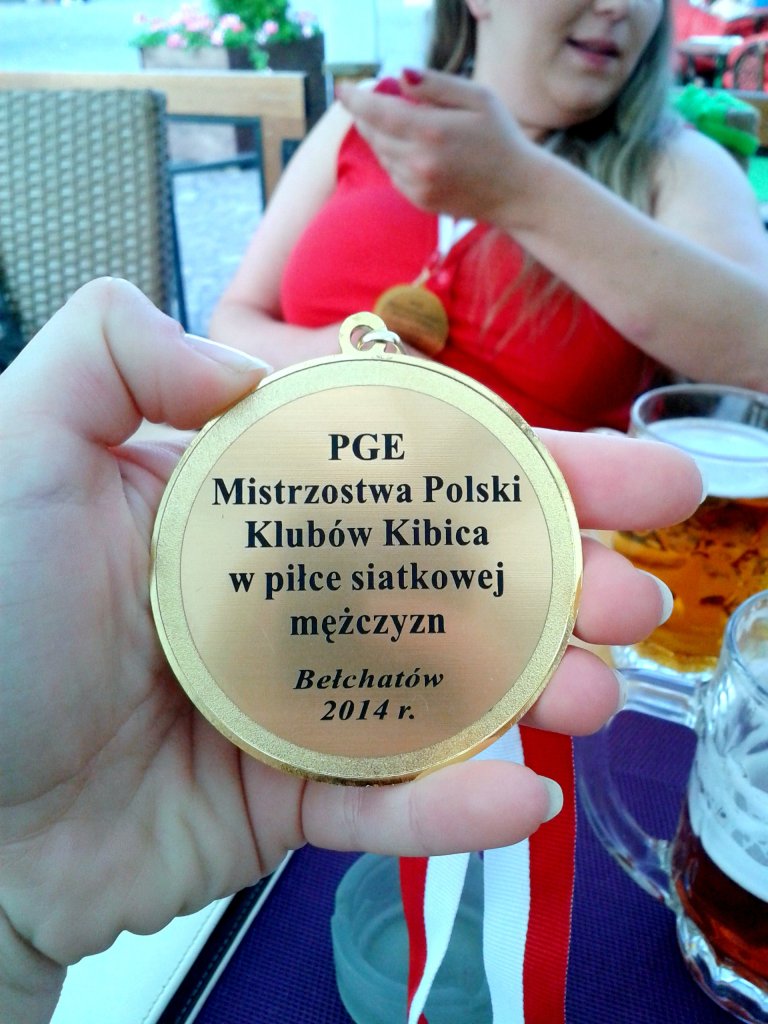 PGE
Mistrzostwa Polski
Klubów Kibica
w piłce siatkowej
mężczyzn
Bełchatów
2014 r.